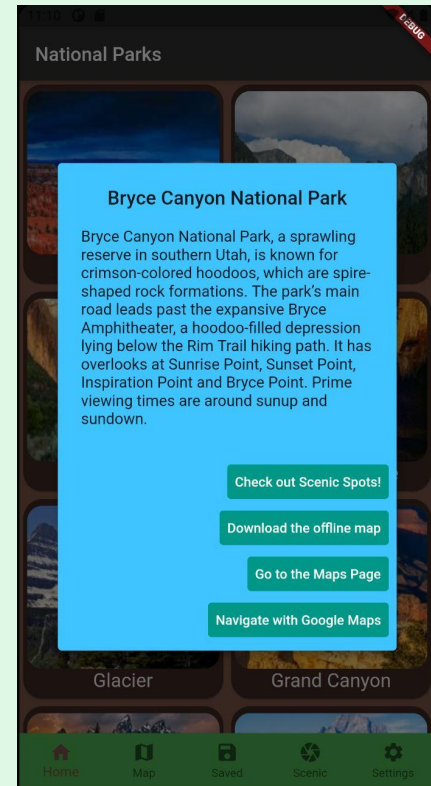 11:10
DEBUG
National Parks
Bryce Canyon National Park
Bryce Canyon National Park, a sprawling
reserve in southern Utah, is known for
crimson-colored hoodoos, which are spire-
shaped rock formations. The park's main
road leads past the expansive Bryce
Amphitheater, a hoodoo-filled depression
lying below the Rim Trail hiking path. It has
overlooks at Sunrise Point, Sunset Point,
Inspiration Point and Bryce Point. Prime
viewing times are around sunup and
sundown.
Check out Scenic Spots!
Download the offline map
Go to the Maps Page
Navigate with Google Maps
Glacier
Grand Canyon
Home
Map
Saved
Scenic
Settings